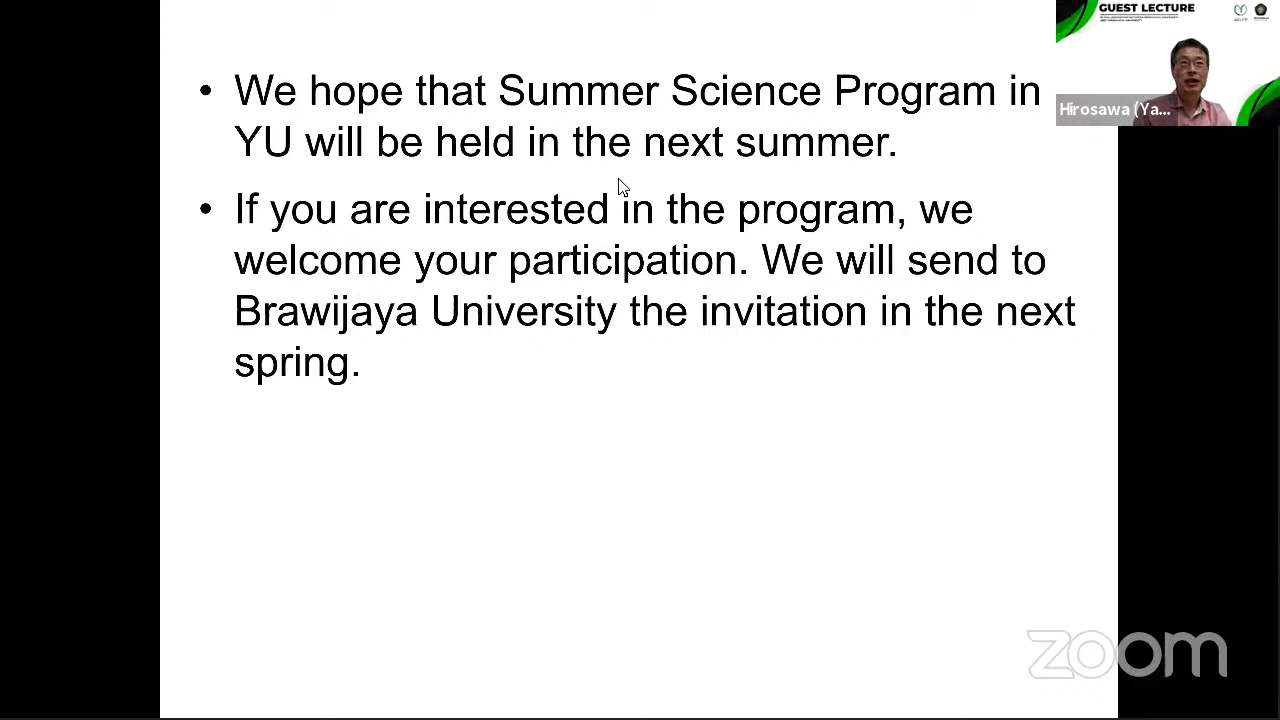 GUEST LECTURE
Hirosawa (Ya...
• We hope that Summer Science Program in
YU will be held in the next summer.
• If you are interested in the program, we
welcome your participation. We will send to
Brawijaya University the invitation in the next
spring.
zoom